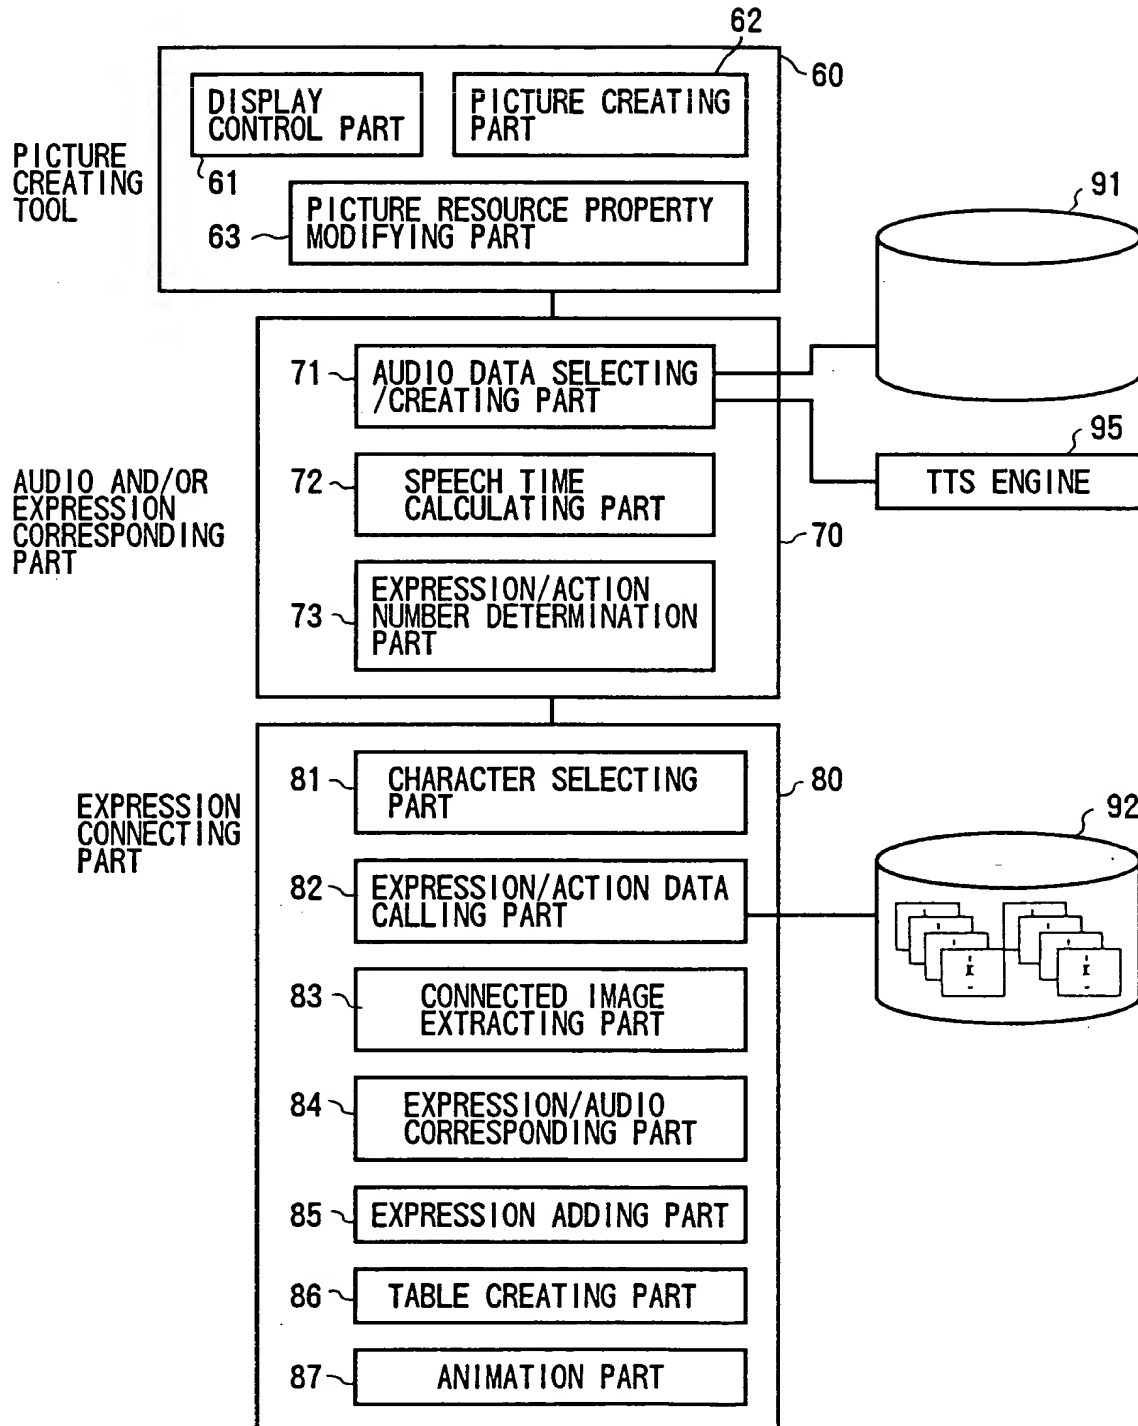 62
60
DISPLAY
CONTROL PART
PICTURE CREATING
PART
PICTURE
CREATING
TOOL
61
63
PICTURE RESOURCE PROPERTY
MODIFYING PART
91
71
AUDIO DATA SELECTING
/CREATING PART
95
TTS ENGINE
AUDIO AND/OR
EXPRESSION
CORRESPONDING
PART
72
SPEECH TIME
CALCULATING PART
70
73
EXPRESSION/ACTION
NUMBER DETERMINATION
PART
81
CHARACTER SELECTING
PART
80
EXPRESSION
CONNECTING
PART
92
82
EXPRESSION/ACTION DATA
CALLING PART
83
CONNECTED IMAGE
EXTRACTING PART
84
EXPRESSION/AUDIO
CORRESPONDING PART
85
EXPRESSION ADDING PART
86
TABLE CREATING PART
87
ANIMATION PART